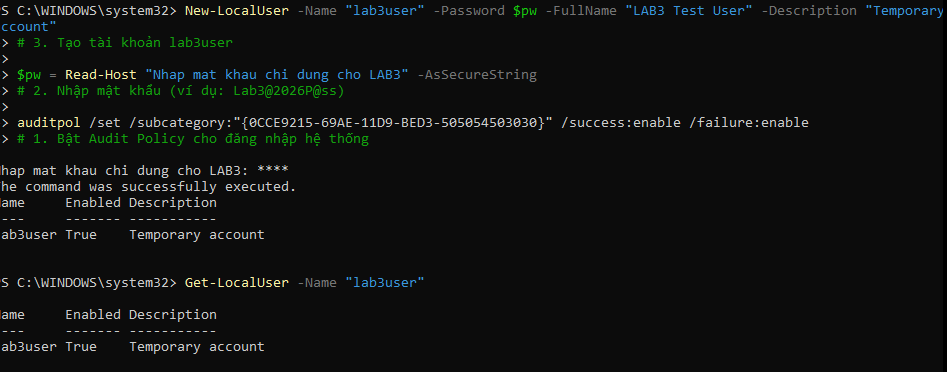 PS C:\WINDOWS\system32> New-LocalUser -Name "lab3user" -Password $pw -FullName "LAB3 Test User" -Description "Temporary
ccount"
> # 3. Tạo tài khoản lab3user
>
> $pw = Read-Host "Nhap mat khau chi dung cho LAB3" -AsSecureString
> # 2. Nhập mật khẩu (ví dụ: Lab3@2026P@ss)
>
> auditpol /set /subcategory:"{0CCE9215-69AE-11D9-BED3-505054503030}" /success:enable /failure:enable
> # 1. Bật Audit Policy cho đăng nhập hệ thống
hap mat khau chi dung cho LAB3: ****
he command was successfully executed.
ame Enabled Description
--- ------- -----------
ab3user True Temporary account
PS C:\WINDOWS\system32> Get-LocalUser -Name "lab3user"
ame Enabled Description
--- ------- -----------
ab3user True Temporary account